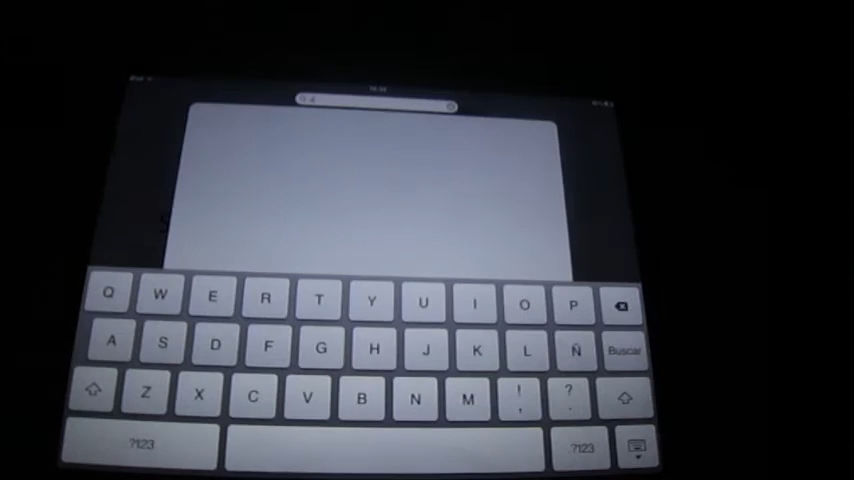 Q W E R T Y U I O P
A S D F G H J K L Ñ Buscar
Z X C V B N M ! , ? .
.?123 .?123